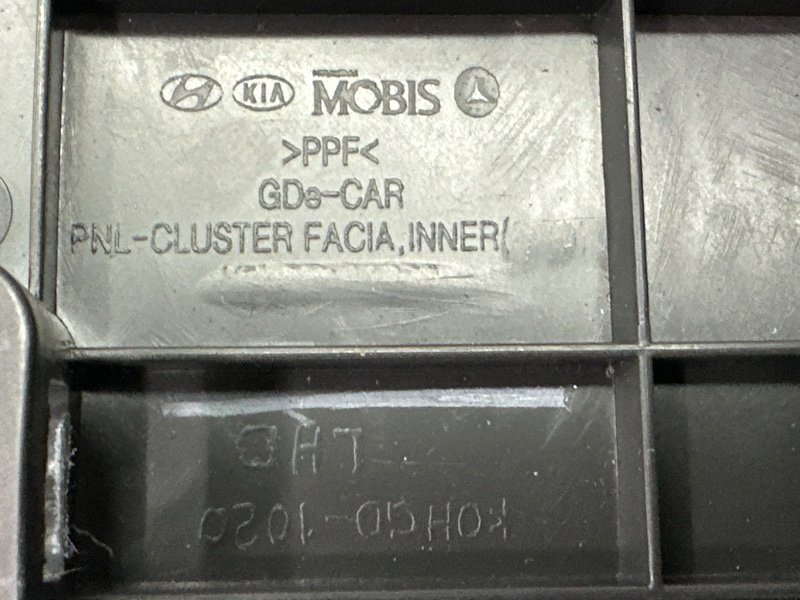 KIA MOBIS
>PPF<
GDe-CAR
PNL-CLUSTER FACIA,INNER(
LHD